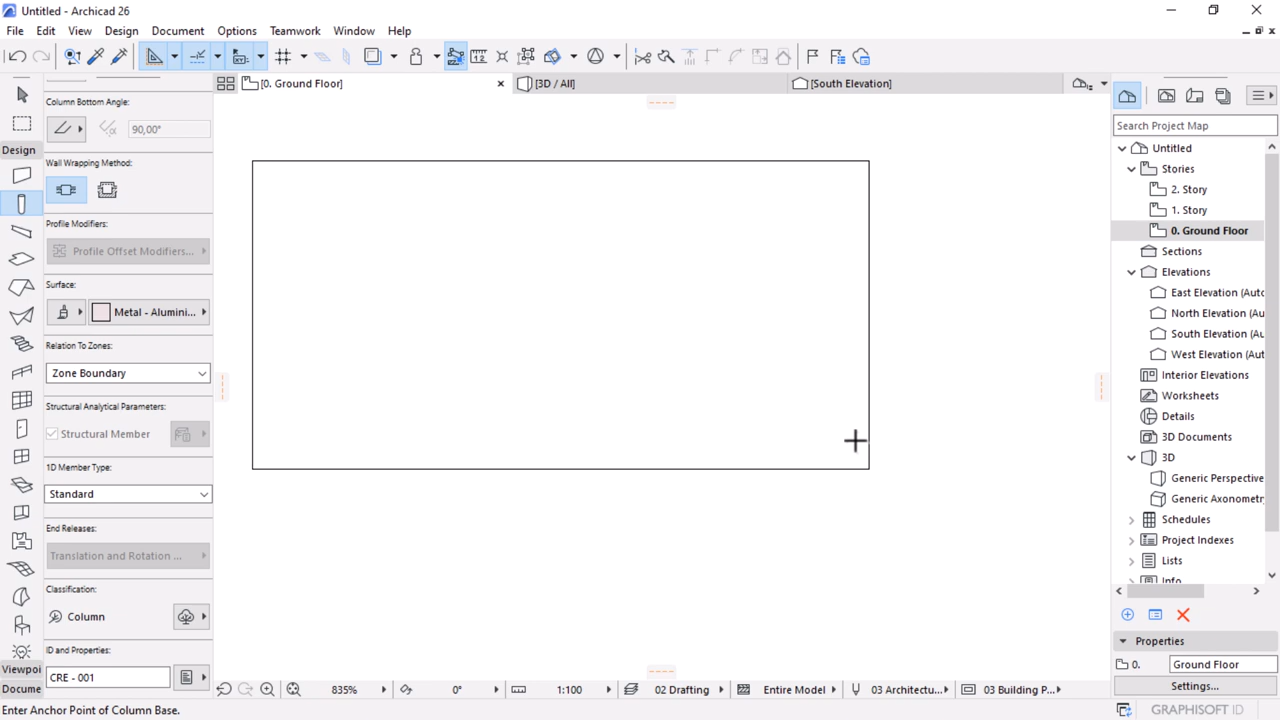 Untitled - Archicad 26
File Edit View Design Document Options Teamwork Window Help
[0. Ground Floor]
[3D / All]
[South Elevation]
Column Bottom Angle:
90,00°
Design
Wall Wrapping Method:
Profile Modifiers:
Profile Offset Modifiers...
Surface:
Metal - Alumini...
Relation To Zones:
Zone Boundary
Structural Analytical Parameters:
Structural Member
1D Member Type:
Standard
End Releases:
Translation and Rotation ...
Classification:
Column
ID and Properties:
CRE - 001
Viewpoi
Docume
835%
0°
1:100
02 Drafting
Entire Model
03 Architectu...
03 Building P...
Enter Anchor Point of Column Base.
Search Project Map
Untitled
Stories
2. Story
1. Story
0. Ground Floor
Sections
Elevations
East Elevation (Auto
North Elevation (Au
South Elevation (Au
West Elevation (Aut
Interior Elevations
Worksheets
Details
3D Documents
3D
Generic Perspective
Generic Axonometry
Schedules
Project Indexes
Lists
Info
Properties
0.
Ground Floor
Settings...
GRAPHISOFT ID